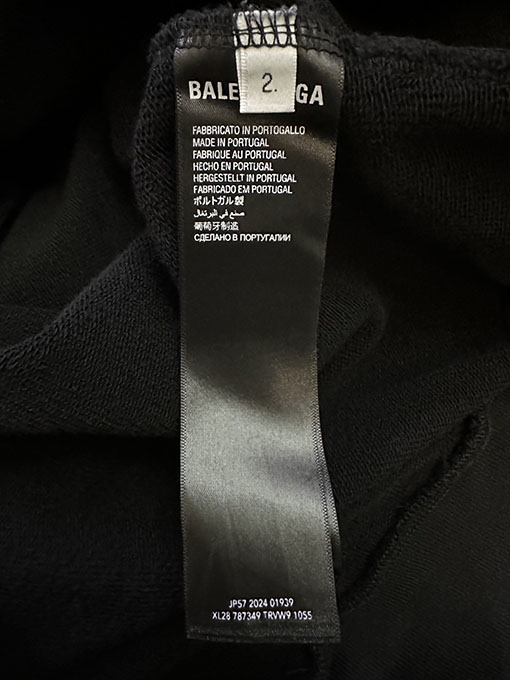 2.
BALE GA
FABBRICATO IN PORTOGALLO
MADE IN PORTUGAL
FABRIQUE AU PORTUGAL
HECHO EN PORTUGAL
HERGESTELLT IN PORTUGAL
FABRICADO EM PORTUGAL
ポルトガル製
صنع في البرتغال
葡萄牙制造
СДЕЛАНО В ПОРТУГАЛИИ
JP57 2024 01939
XL28 787349 TRVW9 1055